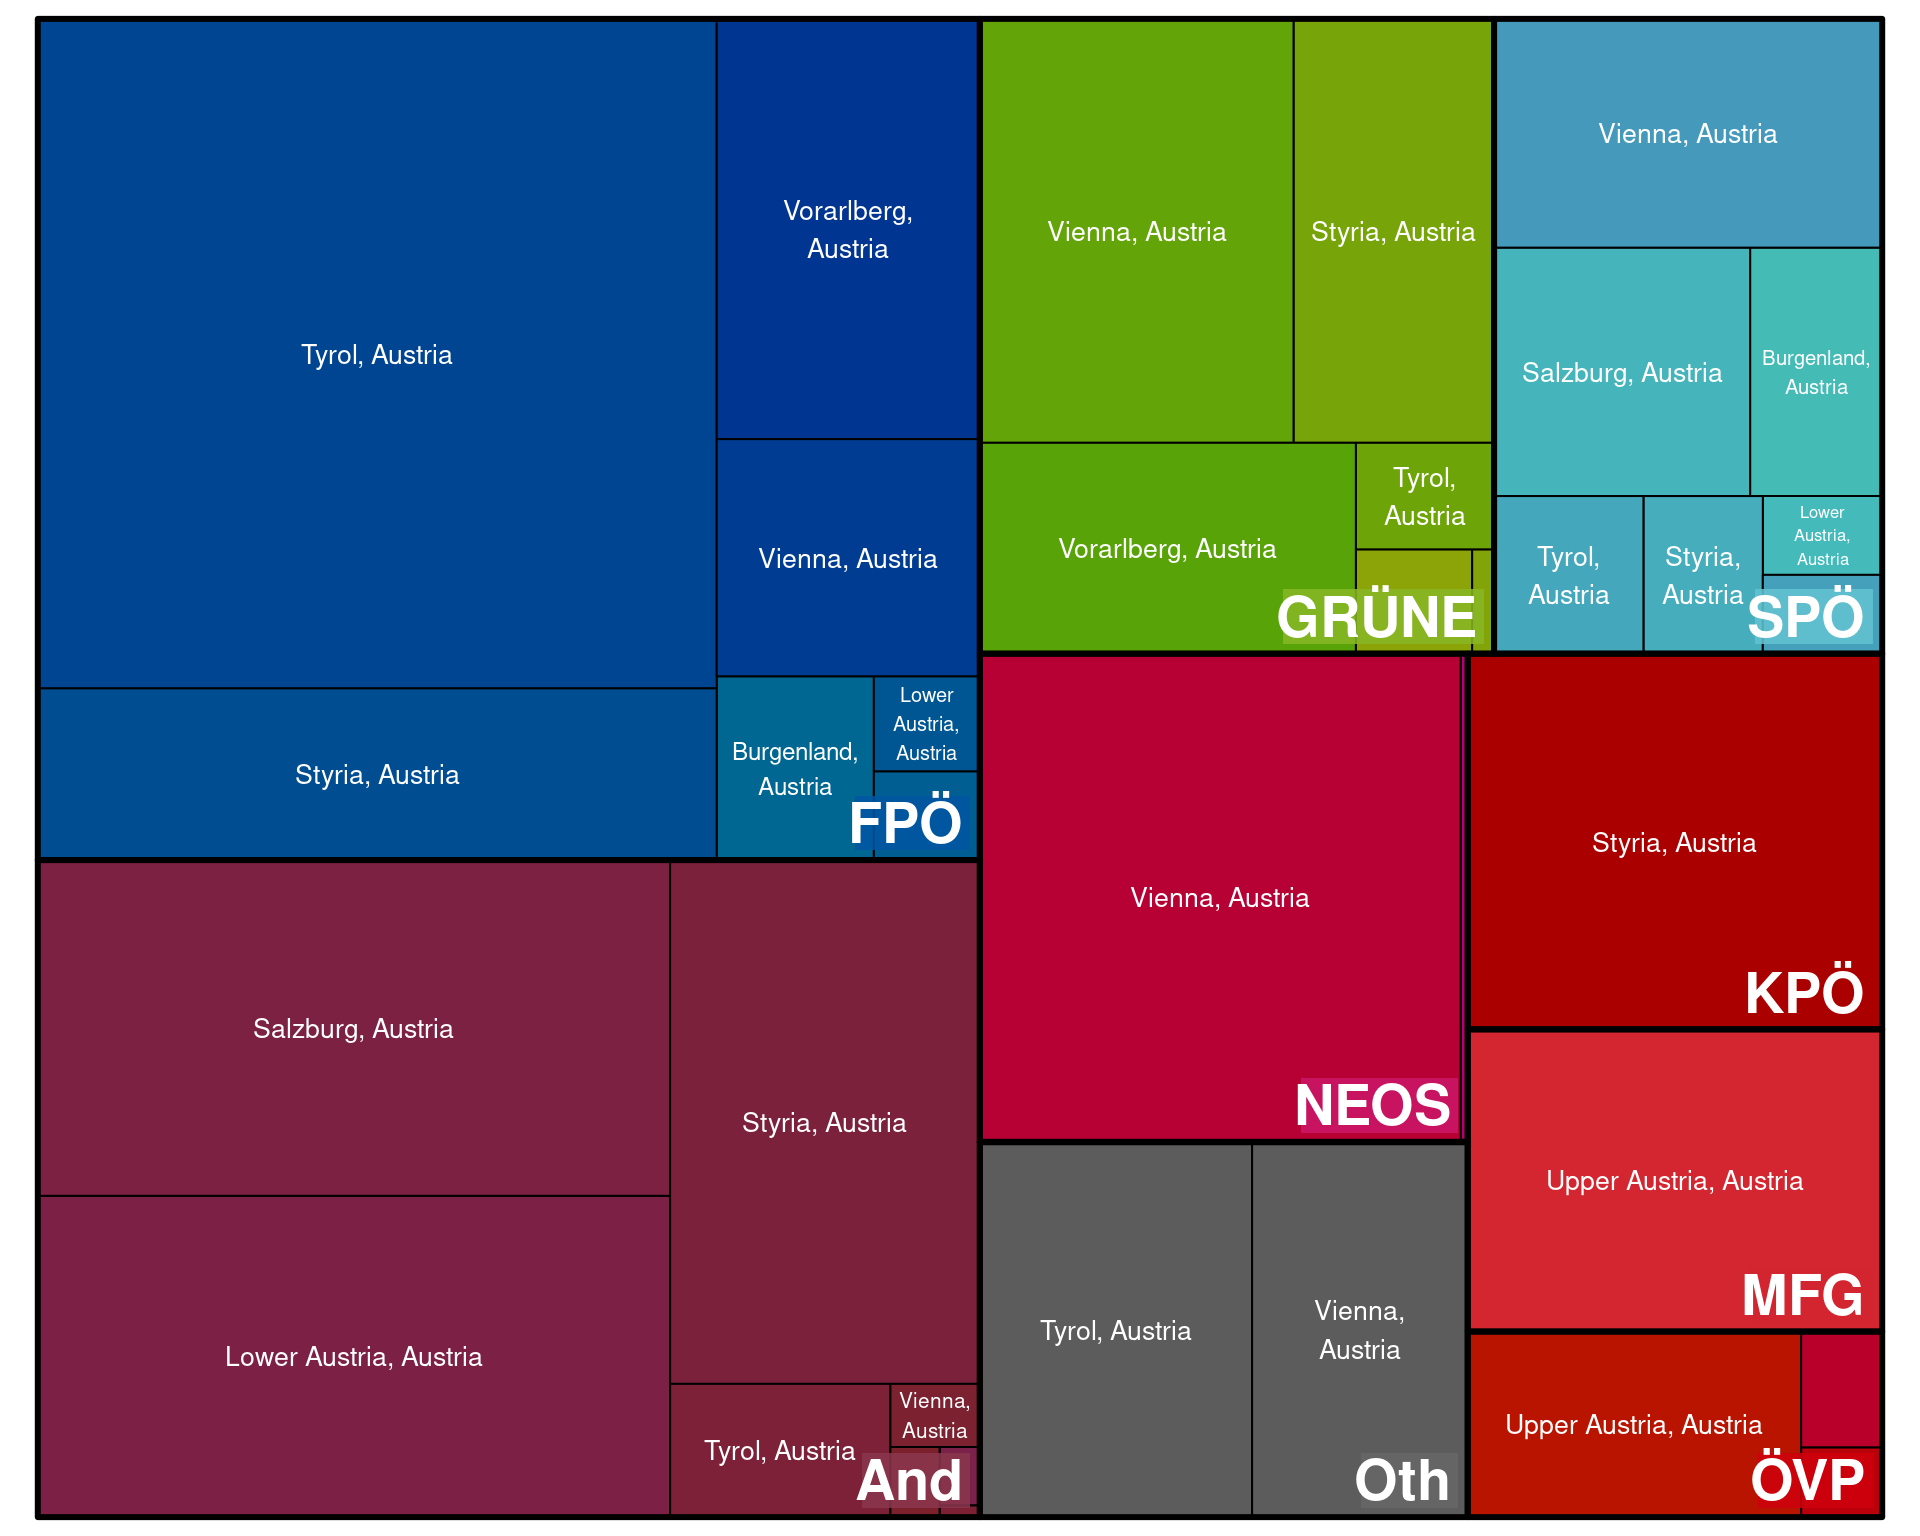 Tyrol, Austria
Vorarlberg,
Austria
Vienna, Austria
Styria, Austria
Burgenland,
Austria
Lower
Austria,
Austria
FPÖ
Salzburg, Austria
Lower Austria, Austria
Styria, Austria
Tyrol, Austria
Vienna,
Austria
And
Vienna, Austria
Styria, Austria
Vorarlberg, Austria
Tyrol,
Austria
GRÜNE
Vienna, Austria
Salzburg, Austria
Burgenland,
Austria
Tyrol,
Austria
Styria,
Austria
Lower
Austria,
Austria
SPÖ
Vienna, Austria
NEOS
Styria, Austria
KPÖ
Upper Austria, Austria
MFG
Tyrol, Austria
Vienna,
Austria
Oth
Upper Austria, Austria
ÖVP